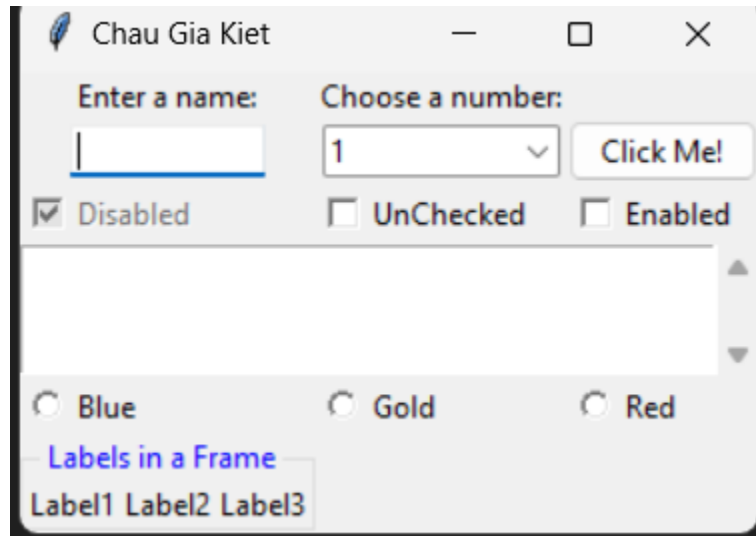 Chau Gia Kiet
Enter a name: Choose a number:
1 Click Me!
Disabled UnChecked Enabled
Blue Gold Red
Labels in a Frame
Label1 Label2 Label3